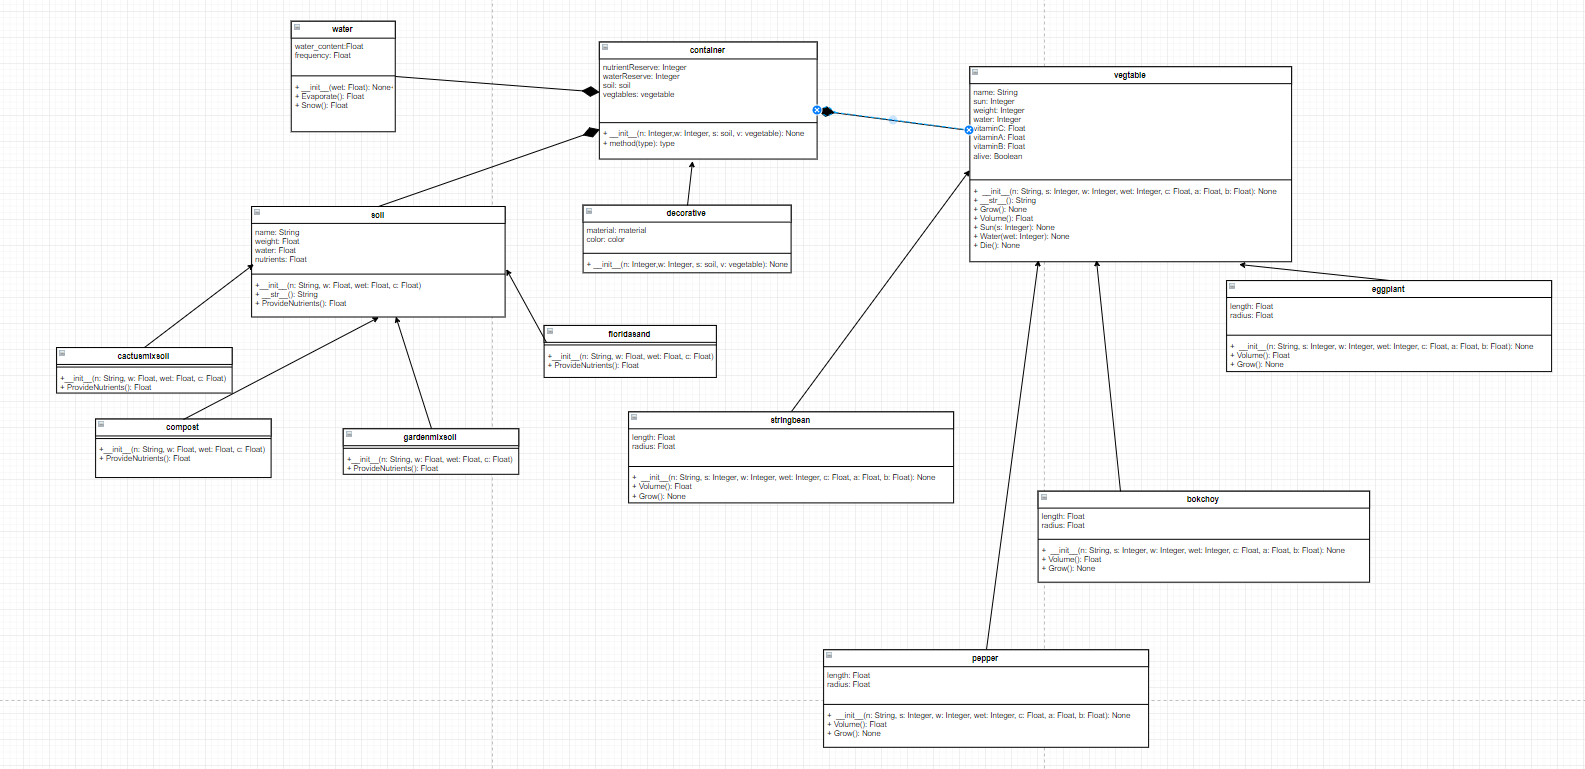 water
water_content:Float
frequency: Float
+ __init__(wet: Float): None
+ Evaporate(): Float
+ Snow(): Float
container
nutrientReserve: Integer
waterReserve: Integer
soil: soil
vegtables: vegetable
+ __init__(n: Integer,w: Integer, s: soil, v: vegetable): None
+ method(type): type
vegtable
name: String
sun: Integer
weight: Integer
water: Integer
vitaminC: Float
vitaminA: Float
vitaminB: Float
alive: Boolean
+ __init__(n: String, s: Integer, w: Integer, wet: Integer, c: Float, a: Float, b: Float): None
+ __str__(): String
+ Grow(): None
+ Volume(): Float
+ Sun(s: Integer): None
+ Water(wet: Integer): None
+ Die(): None
soil
name: String
weight: Float
water: Float
nutrients: Float
+__init__(n: String, w: Float, wet: Float, c: Float)
+ __str__(): String
+ ProvideNutrients(): Float
decorative
material: material
color: color
+ __init__(n: Integer,w: Integer, s: soil, v: vegetable): None
eggplant
length: Float
radius: Float
+ __init__(n: String, s: Integer, w: Integer, wet: Integer, c: Float, a: Float, b: Float): None
+ Volume(): Float
+ Grow(): None
floridasand
+__init__(n: String, w: Float, wet: Float, c: Float)
+ ProvideNutrients(): Float
cactusmixsoil
+__init__(n: String, w: Float, wet: Float, c: Float)
+ ProvideNutrients(): Float
compost
+__init__(n: String, w: Float, wet: Float, c: Float)
+ ProvideNutrients(): Float
gardenmixsoil
+__init__(n: String, w: Float, wet: Float, c: Float)
+ ProvideNutrients(): Float
stringbean
length: Float
radius: Float
+ __init__(n: String, s: Integer, w: Integer, wet: Integer, c: Float, a: Float, b: Float): None
+ Volume(): Float
+ Grow(): None
bokchoy
length: Float
radius: Float
+ __init__(n: String, s: Integer, w: Integer, wet: Integer, c: Float, a: Float, b: Float): None
+ Volume(): Float
+ Grow(): None
pepper
length: Float
radius: Float
+ __init__(n: String, s: Integer, w: Integer, wet: Integer, c: Float, a: Float, b: Float): None
+ Volume(): Float
+ Grow(): None